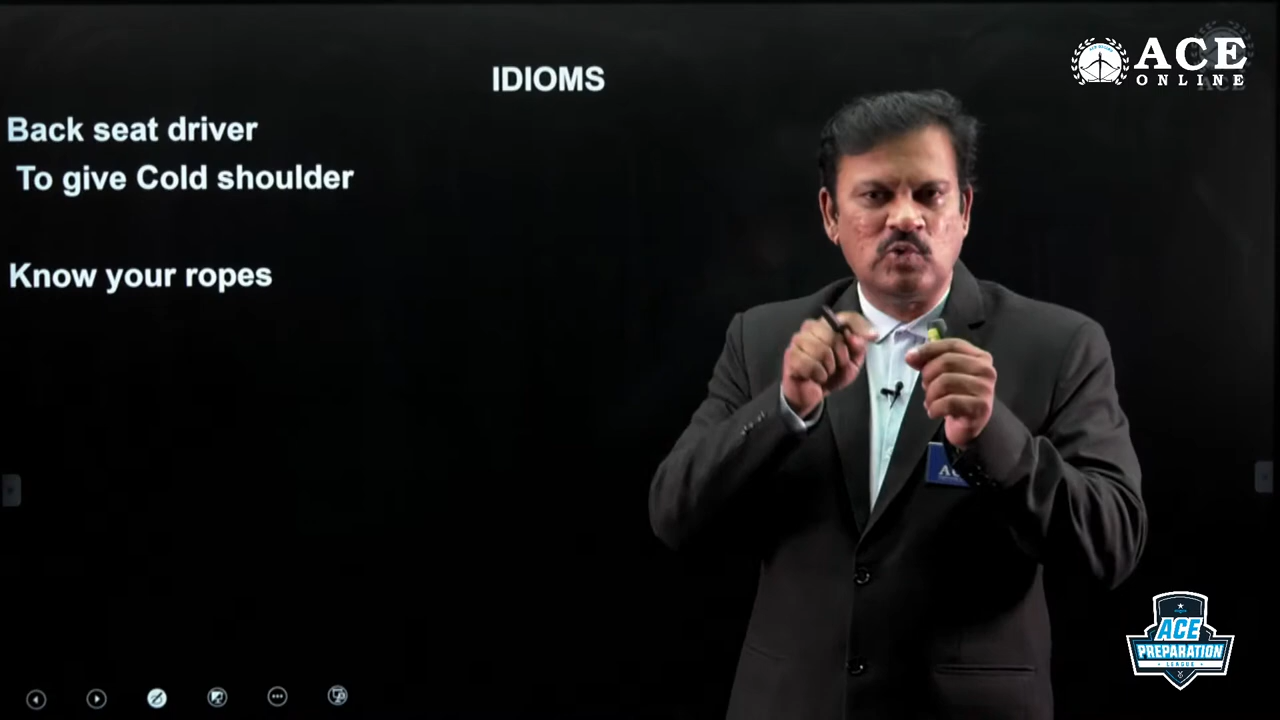 IDIOMS
Back seat driver
To give Cold shoulder
Know your ropes
ACE
ONLINE
ACE
PREPARATION
LEAGUE